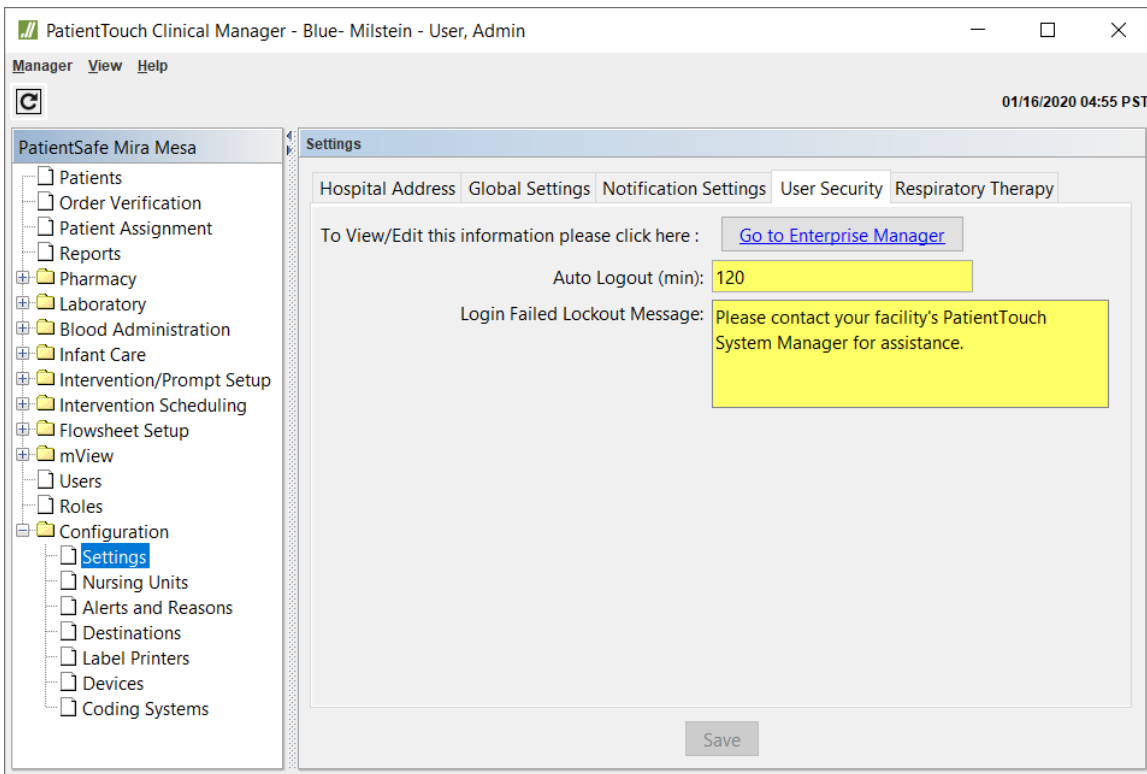 PatientTouch Clinical Manager - Blue- Milstein - User, Admin
Manager View Help
01/16/2020 04:55 PST
PatientSafe Mira Mesa
Patients
Order Verification
Patient Assignment
Reports
Pharmacy
Laboratory
Blood Administration
Infant Care
Intervention/Prompt Setup
Intervention Scheduling
Flowsheet Setup
mView
Users
Roles
Configuration
Settings
Nursing Units
Alerts and Reasons
Destinations
Label Printers
Devices
Coding Systems
Settings
Hospital Address Global Settings Notification Settings User Security Respiratory Therapy
To View/Edit this information please click here : Go to Enterprise Manager
Auto Logout (min): 120
Login Failed Lockout Message: Please contact your facility's PatientTouch
System Manager for assistance.
Save